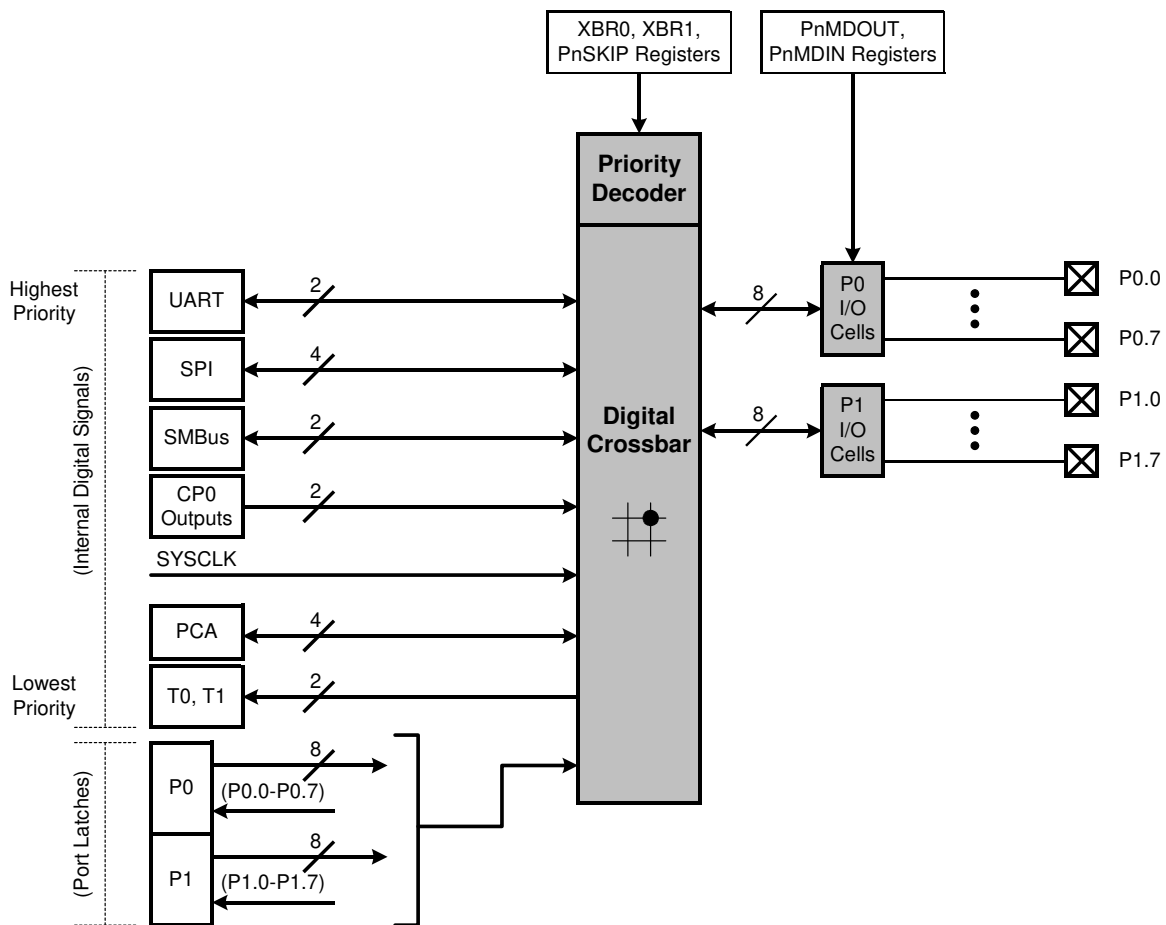 XBR0, XBR1,
PnSKIP Registers
PnMDOUT,
PnMDIN Registers
Priority
Decoder
Highest
Priority
(Internal Digital Signals)
UART
2
SPI
4
SMBus
2
CP0
Outputs
2
SYSCLK
PCA
4
Lowest
Priority
T0, T1
2
Digital
Crossbar
8
P0
I/O
Cells
P0.0
P0.7
8
P1
I/O
Cells
P1.0
P1.7
(Port Latches)
P0
8
(P0.0-P0.7)
P1
8
(P1.0-P1.7)